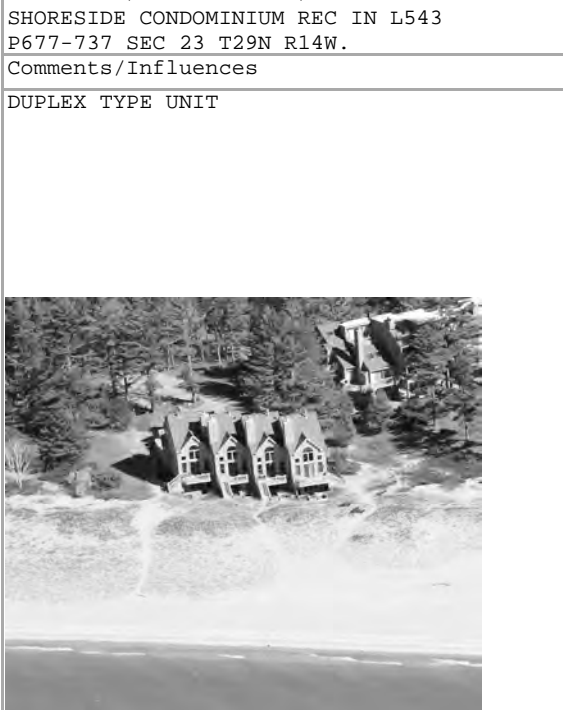 SHORESIDE CONDOMINIUM REC IN L543
P677-737 SEC 23 T29N R14W.
Comments/Influences
DUPLEX TYPE UNIT